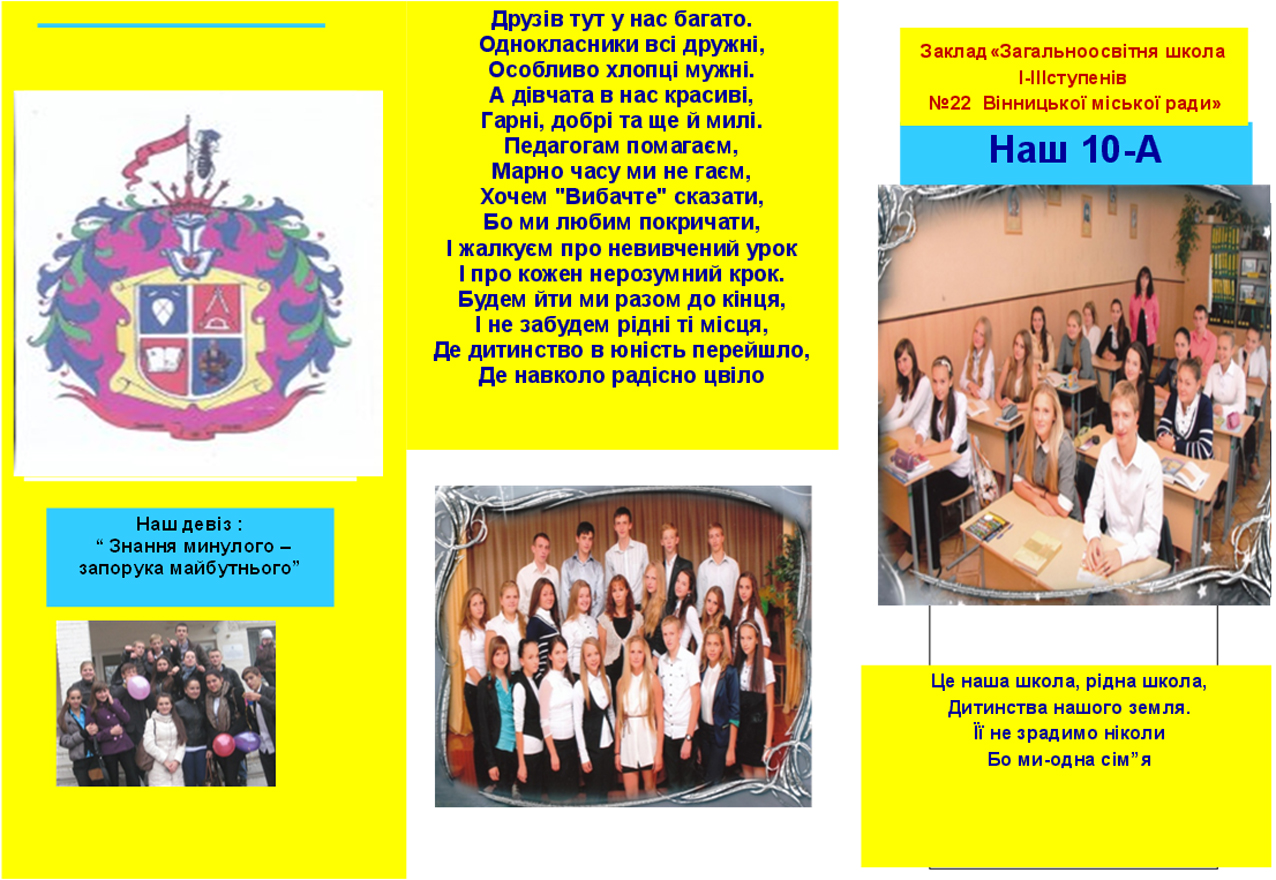 Наш девіз :
“ Знання минулого –
запорука майбутнього”
Друзів тут у нас багато.
Однокласники всі дружні,
Особливо хлопці мужні.
А дівчата в нас красиві,
Гарні, добрі та ще й милі.
Педагогам помагаєм,
Марно часу ми не гаєм,
Хочем "Вибачте" сказати,
Бо ми любим покричати,
І жалкуєм про невивчений урок
І про кожен нерозумний крок.
Будем йти ми разом до кінця,
І не забудем рідні ті місця,
Де дитинство в юність перейшло,
Де навколо радісно цвіло
Заклад «Загальноосвітня школа
І-ІІІступенів
№22 Вінницької міської ради»
Наш 10-А
Це наша школа, рідна школа,
Дитинства нашого земля.
Її не зрадимо ніколи
Бо ми-одна сім”я